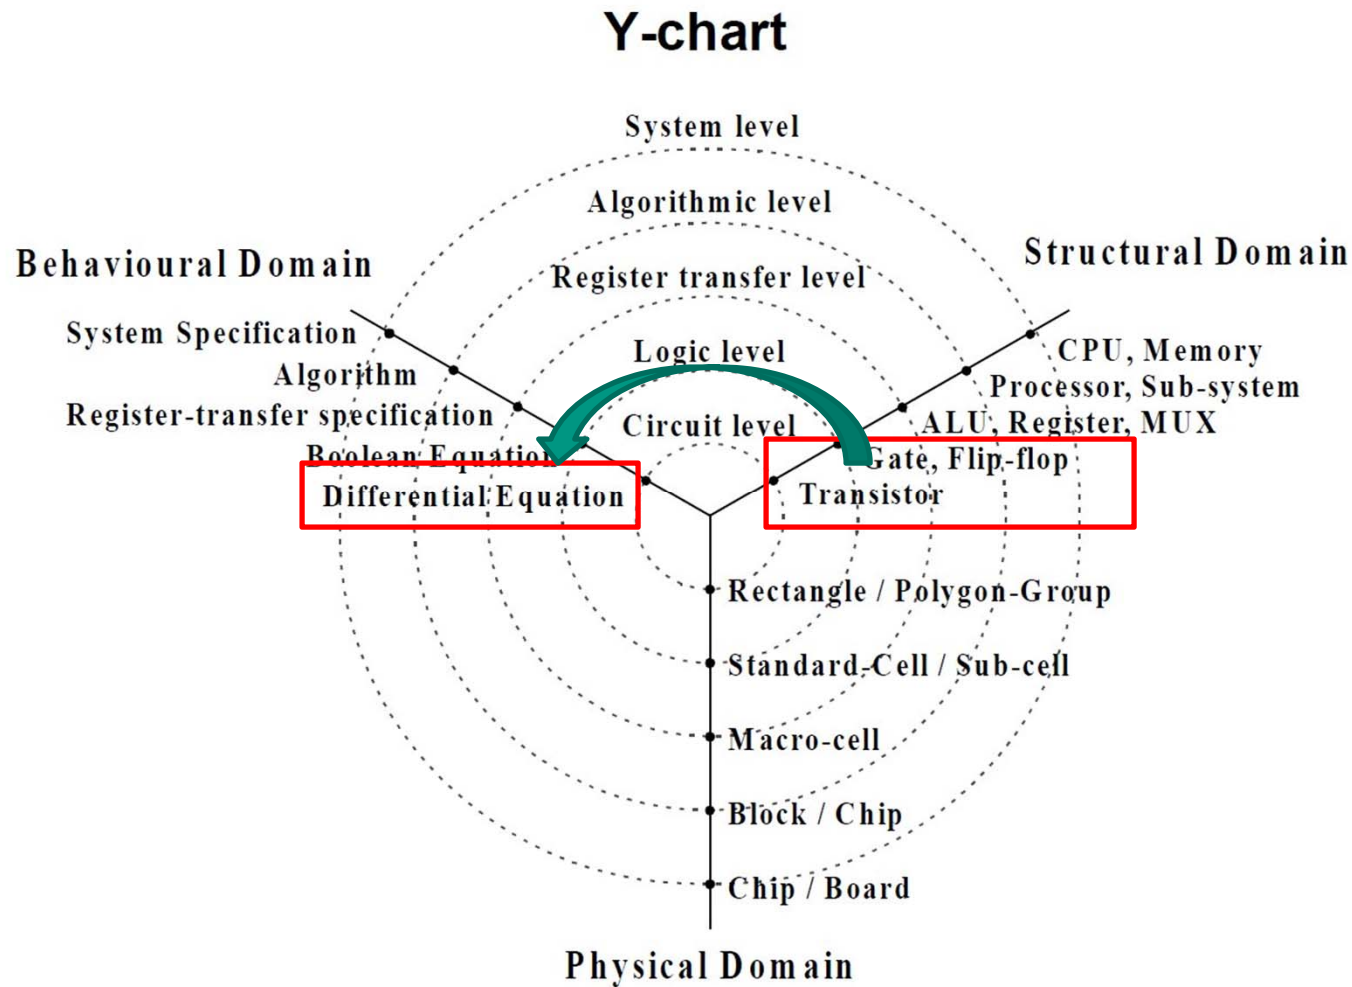 Y-chart
System level
Algorithmic level
Behavioural Domain
Structural Domain
Register transfer level
System Specification
Logic level
CPU, Memory
Algorithm
Processor, Sub-system
Register-transfer specification
Circuit level
ALU, Register, MUX
Boolean Equation
Gate, Flip-flop
Differential Equation
Transistor
Rectangle / Polygon-Group
Standard-Cell / Sub-cell
Macro-cell
Block / Chip
Chip / Board
Physical Domain